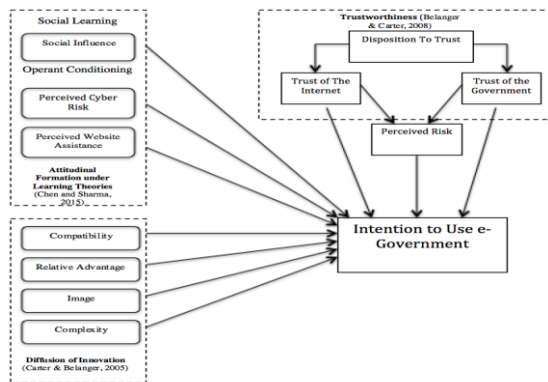 Social Learning
Social Influence
Operant Conditioning
Perceived Cyber
Risk
Perceived Website
Assistance
Attitudinal
Formation under
Learning Theories
(Chen and Sharma,
2015)
Compatibility
Relative Advantage
Image
Complexity
Diffusion of Innovation
(Carter & Belanger, 2005)
Trustworthiness (Belanger
& Carter, 2008)
Disposition To Trust
Trust of The
Internet
Trust of the
Government
Perceived Risk
Intention to Use e-
Government